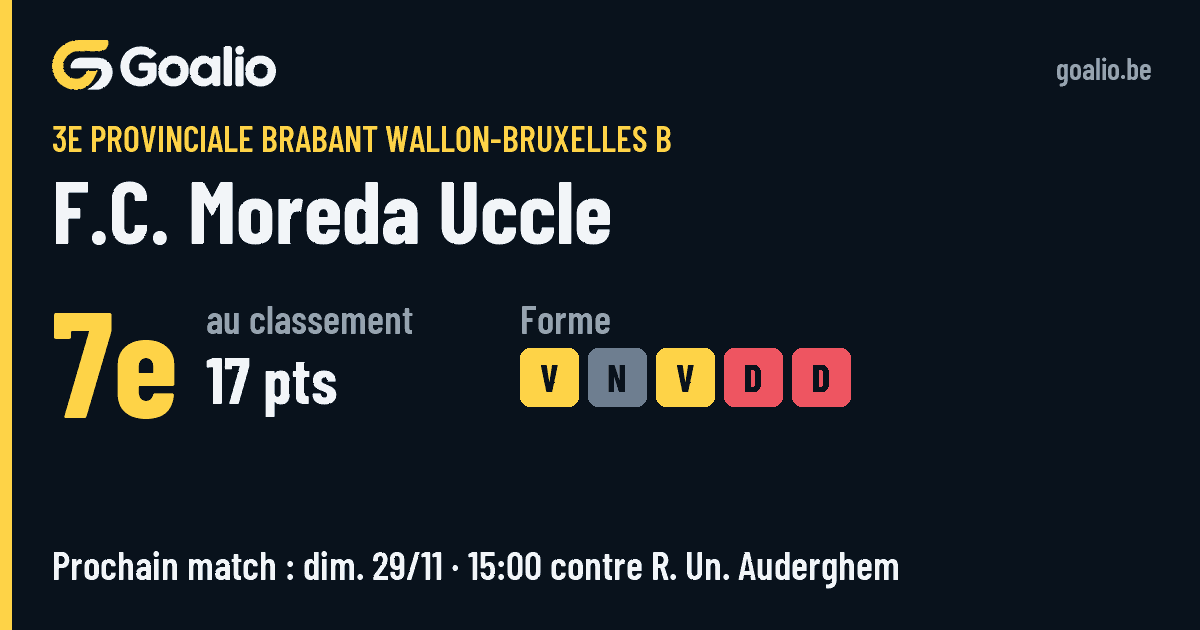 Goalio
goalio.be
3E PROVINCIALE BRABANT WALLON-BRUXELLES B
F.C. Moreda Uccle
7e
au classement
17 pts
Forme
V N V D D
Prochain match : dim. 29/11 · 15:00 contre R. Un. Auderghem